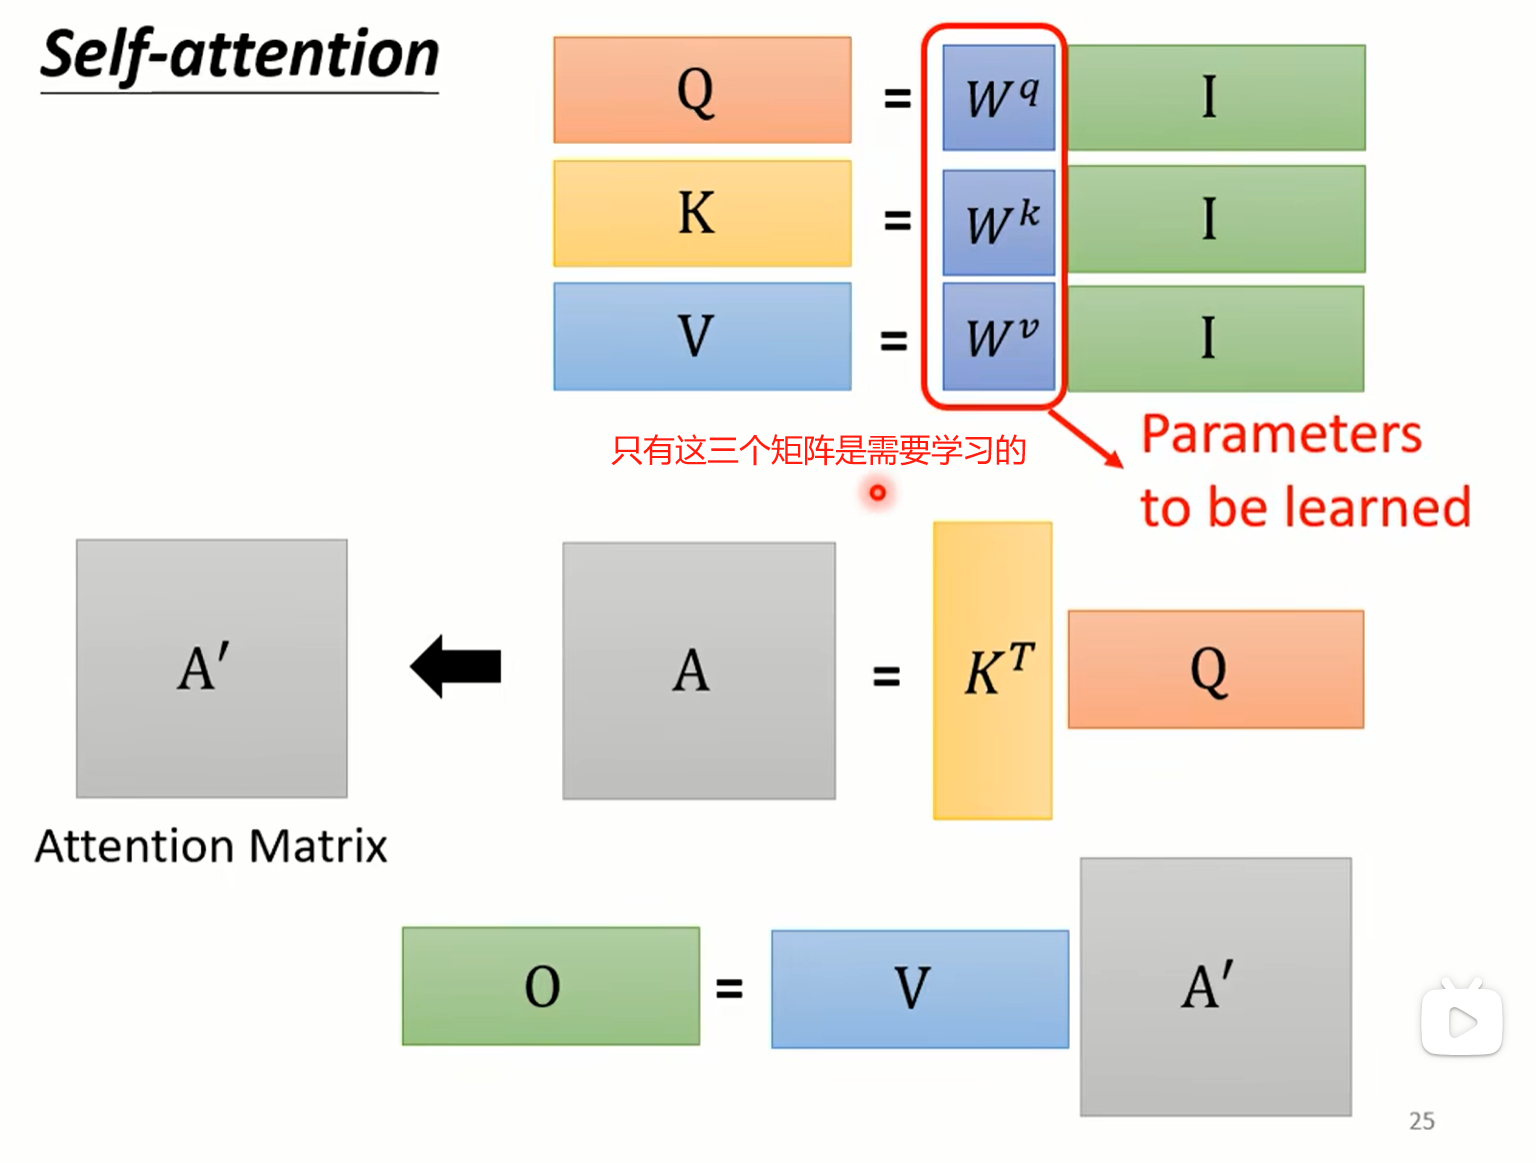 Self-attention
Q = W^q I
K = W^k I
V = W^v I
只有这三个矩阵是需要学习的
Parameters
to be learned
A′ A = K^T Q
Attention Matrix
O = V A′
25